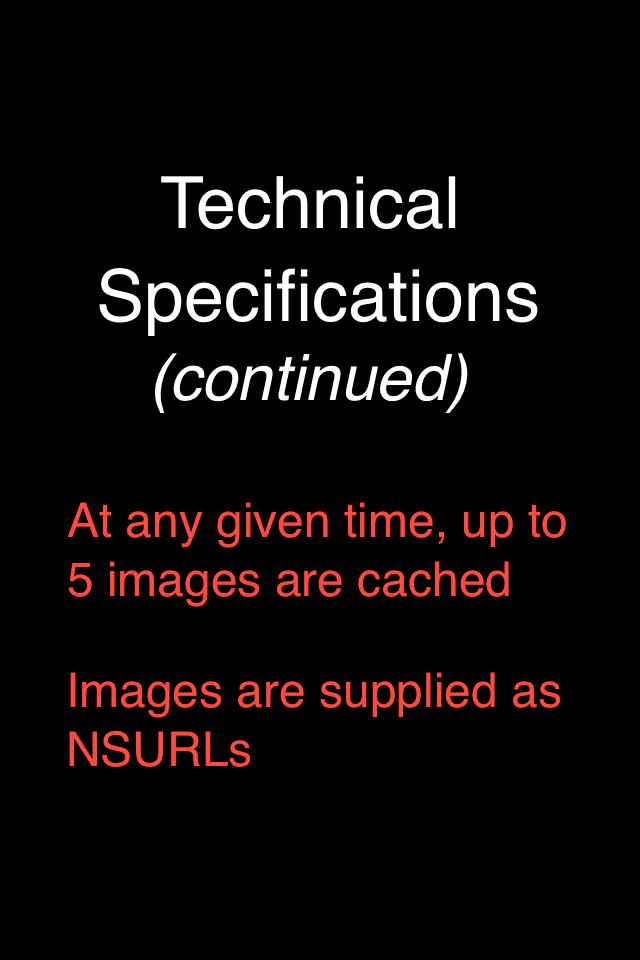 Technical
Specifications
(continued)
At any given time, up to
5 images are cached
Images are supplied as
NSURLs